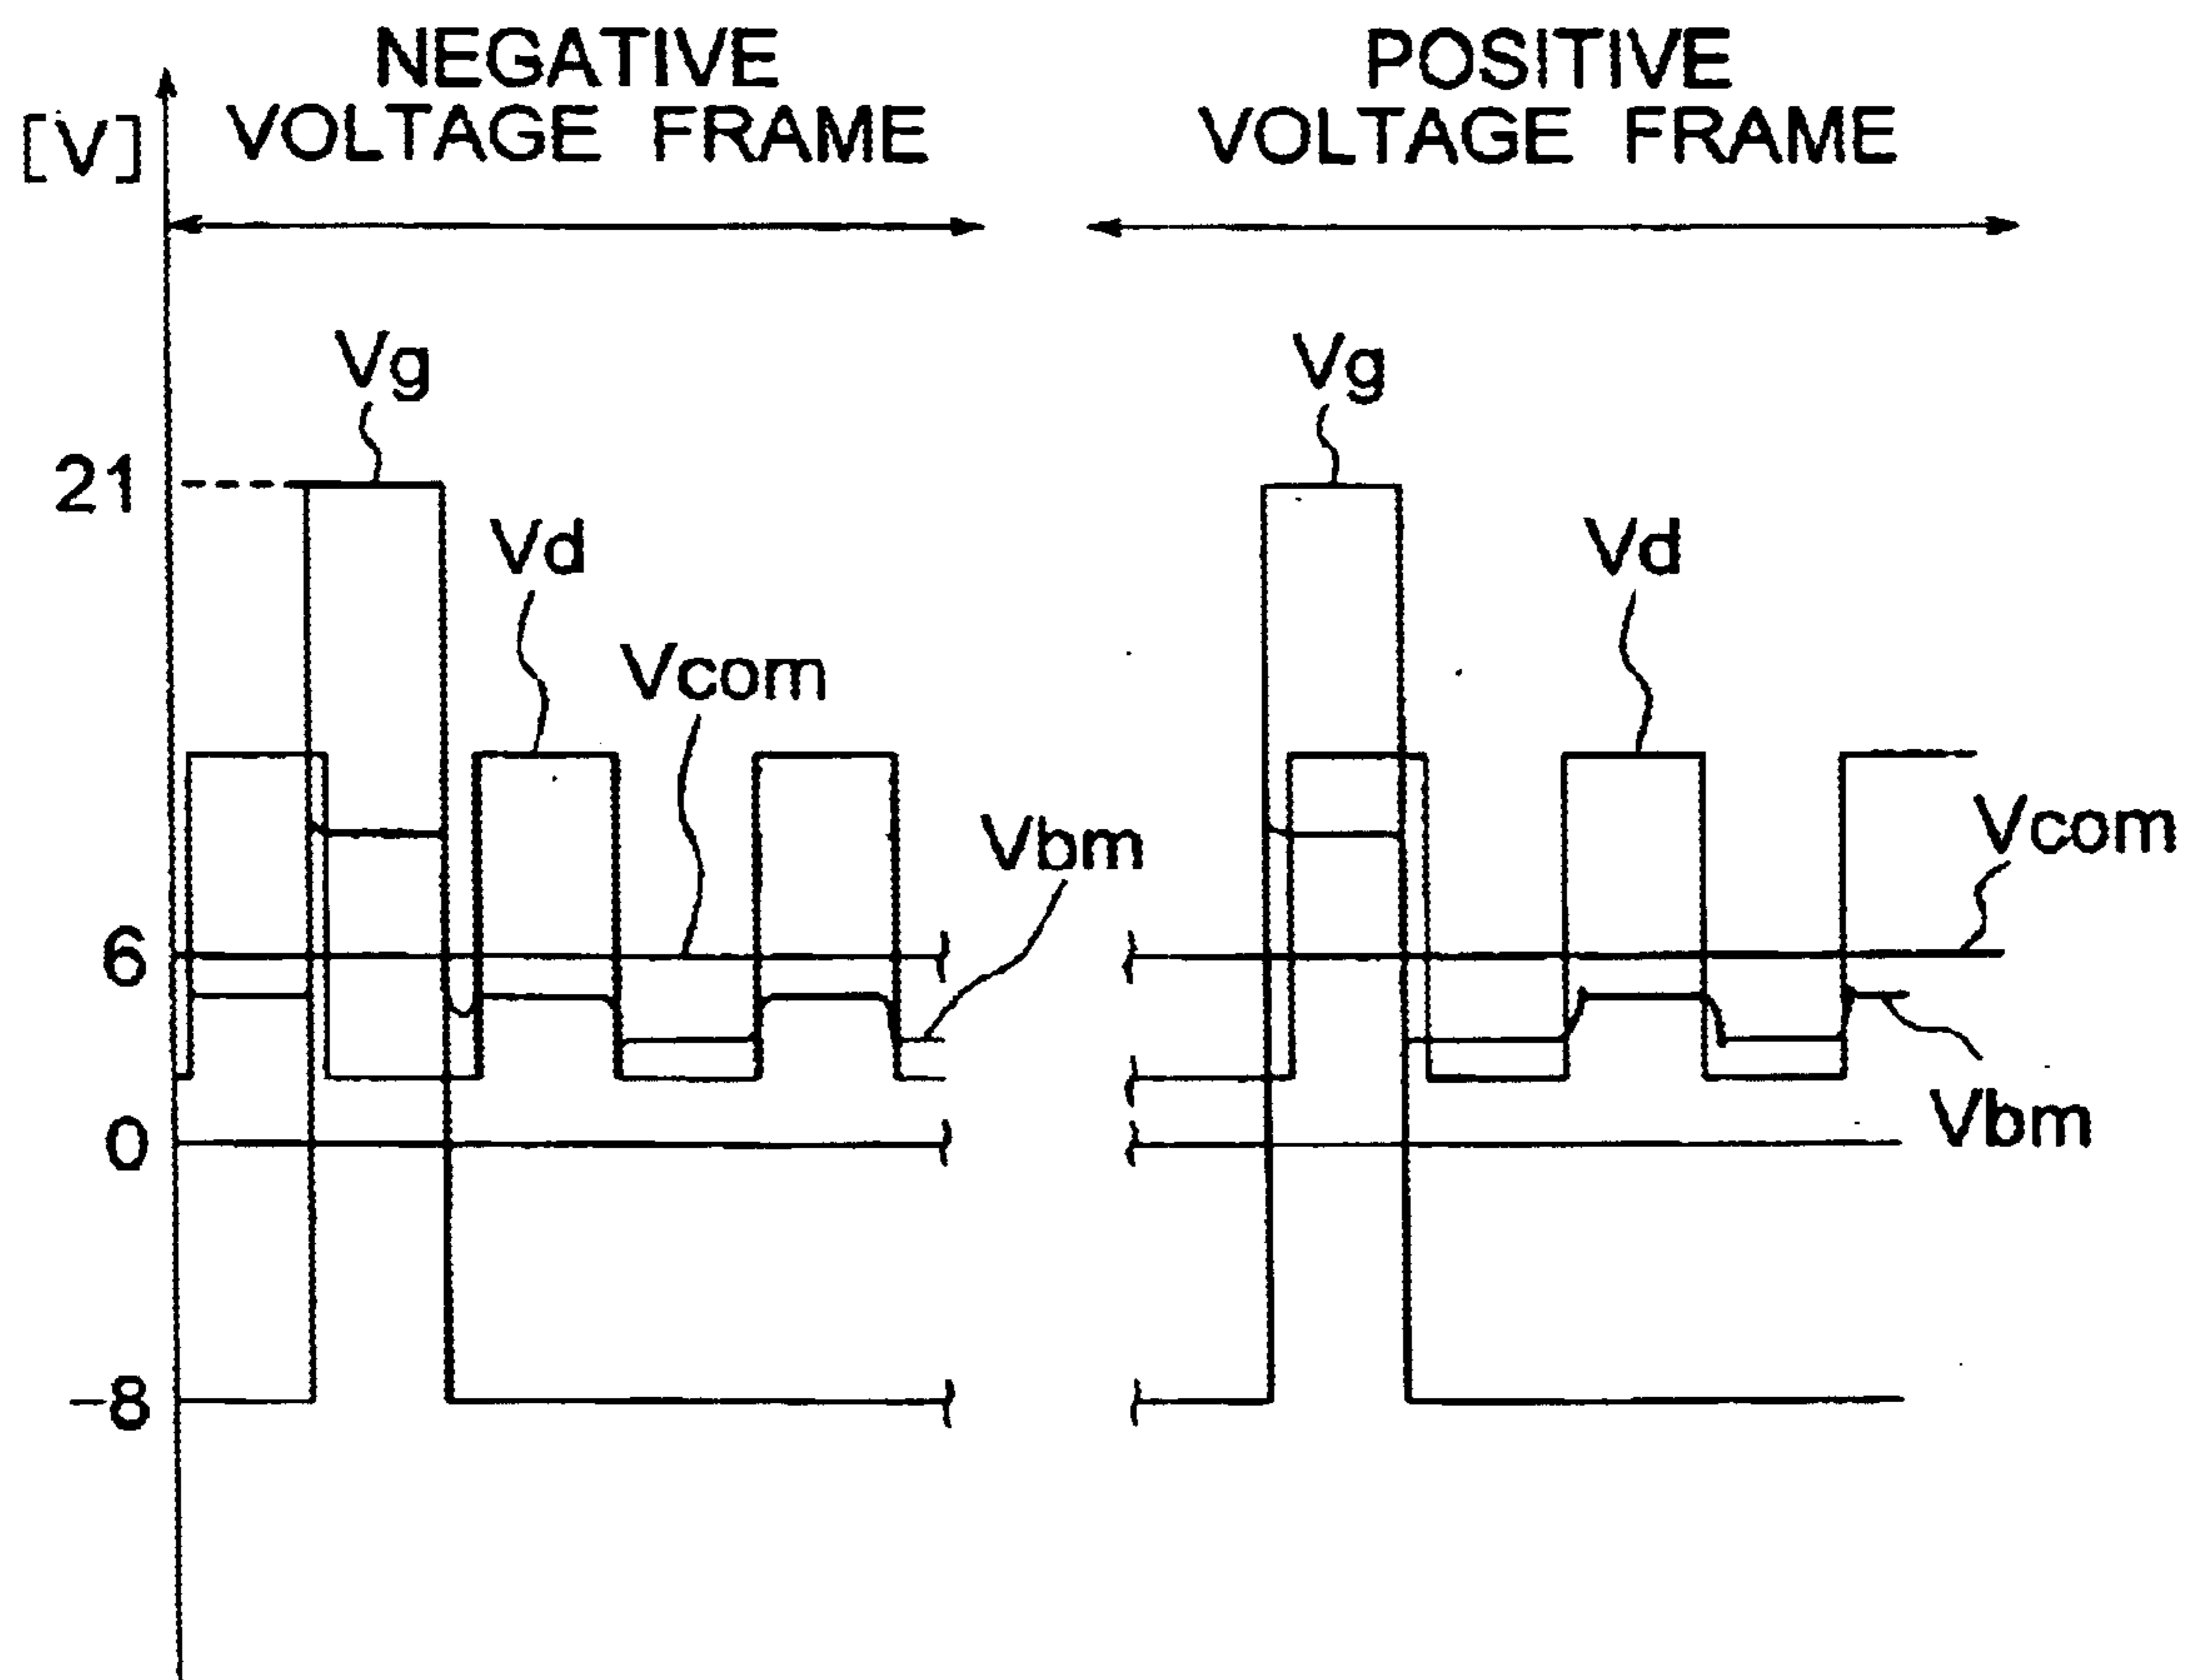 NEGATIVE
VOLTAGE FRAME
POSITIVE
VOLTAGE FRAME
[V]
Vg
Vg
21
Vd
Vd
Vcom
Vcom
Vbm
6
Vbm
0
-8